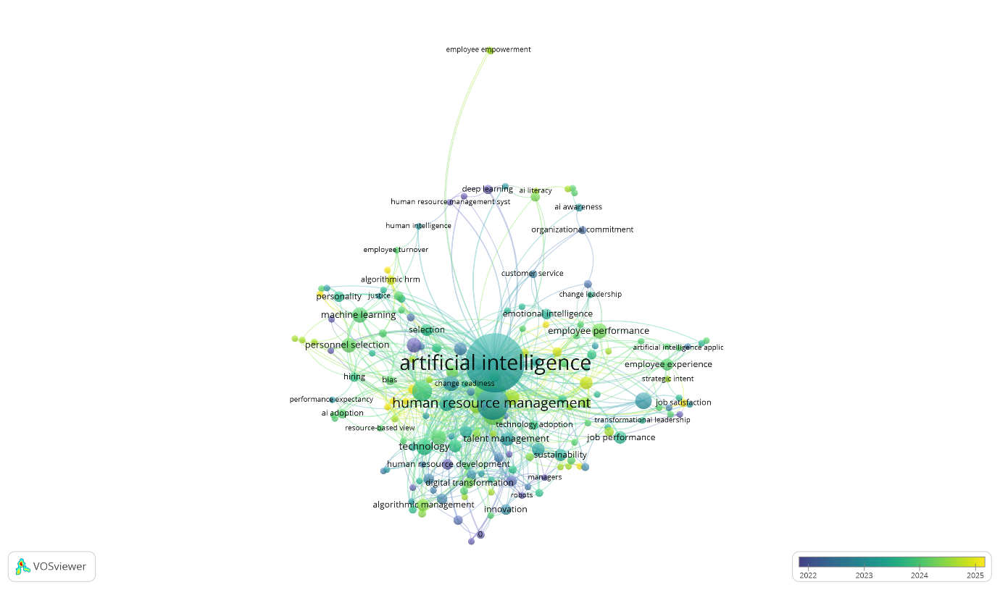 employee empowerment
deep learning
ai literacy
human resource management syst
ai awareness
human intelligence
organizational commitment
employee turnover
customer service
algorithmic hrm
personality
justice
change leadership
machine learning
emotional intelligence
selection
employee performance
personnel selection
artificial intelligence applic
artificial intelligence
employee experience
hiring
bias
change readiness
strategic intent
performance expectancy
human resource management
job satisfaction
ai adoption
transformational leadership
resource-based view
technology adoption
talent management
job performance
technology
sustainability
human resource development
digital transformation
managers
robots
algorithmic management
innovation
0
VOSviewer
2022
2023
2024
2025